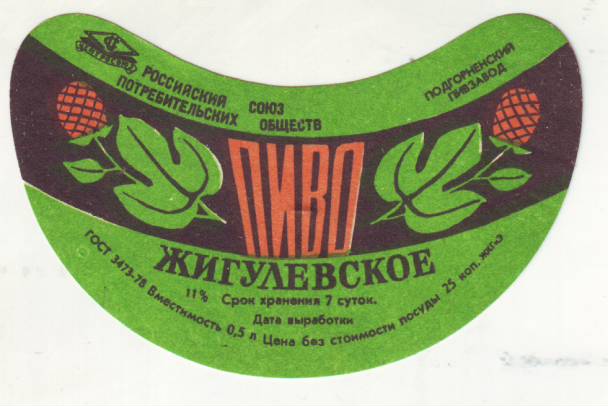 РОССИЙСКИЙ СОЮЗ
ПОТРЕБИТЕЛЬСКИХ ОБЩЕСТВ
ПОДГОРНЕНСКИЙ
ПИВЗАВОД
ПИВО
ЖИГУЛЕВСКОЕ
11% Срок хранения 7 суток.
Дата выработки
ГОСТ 3473-78 Вместимость 0,5 л Цена без стоимости посуды 25 коп.